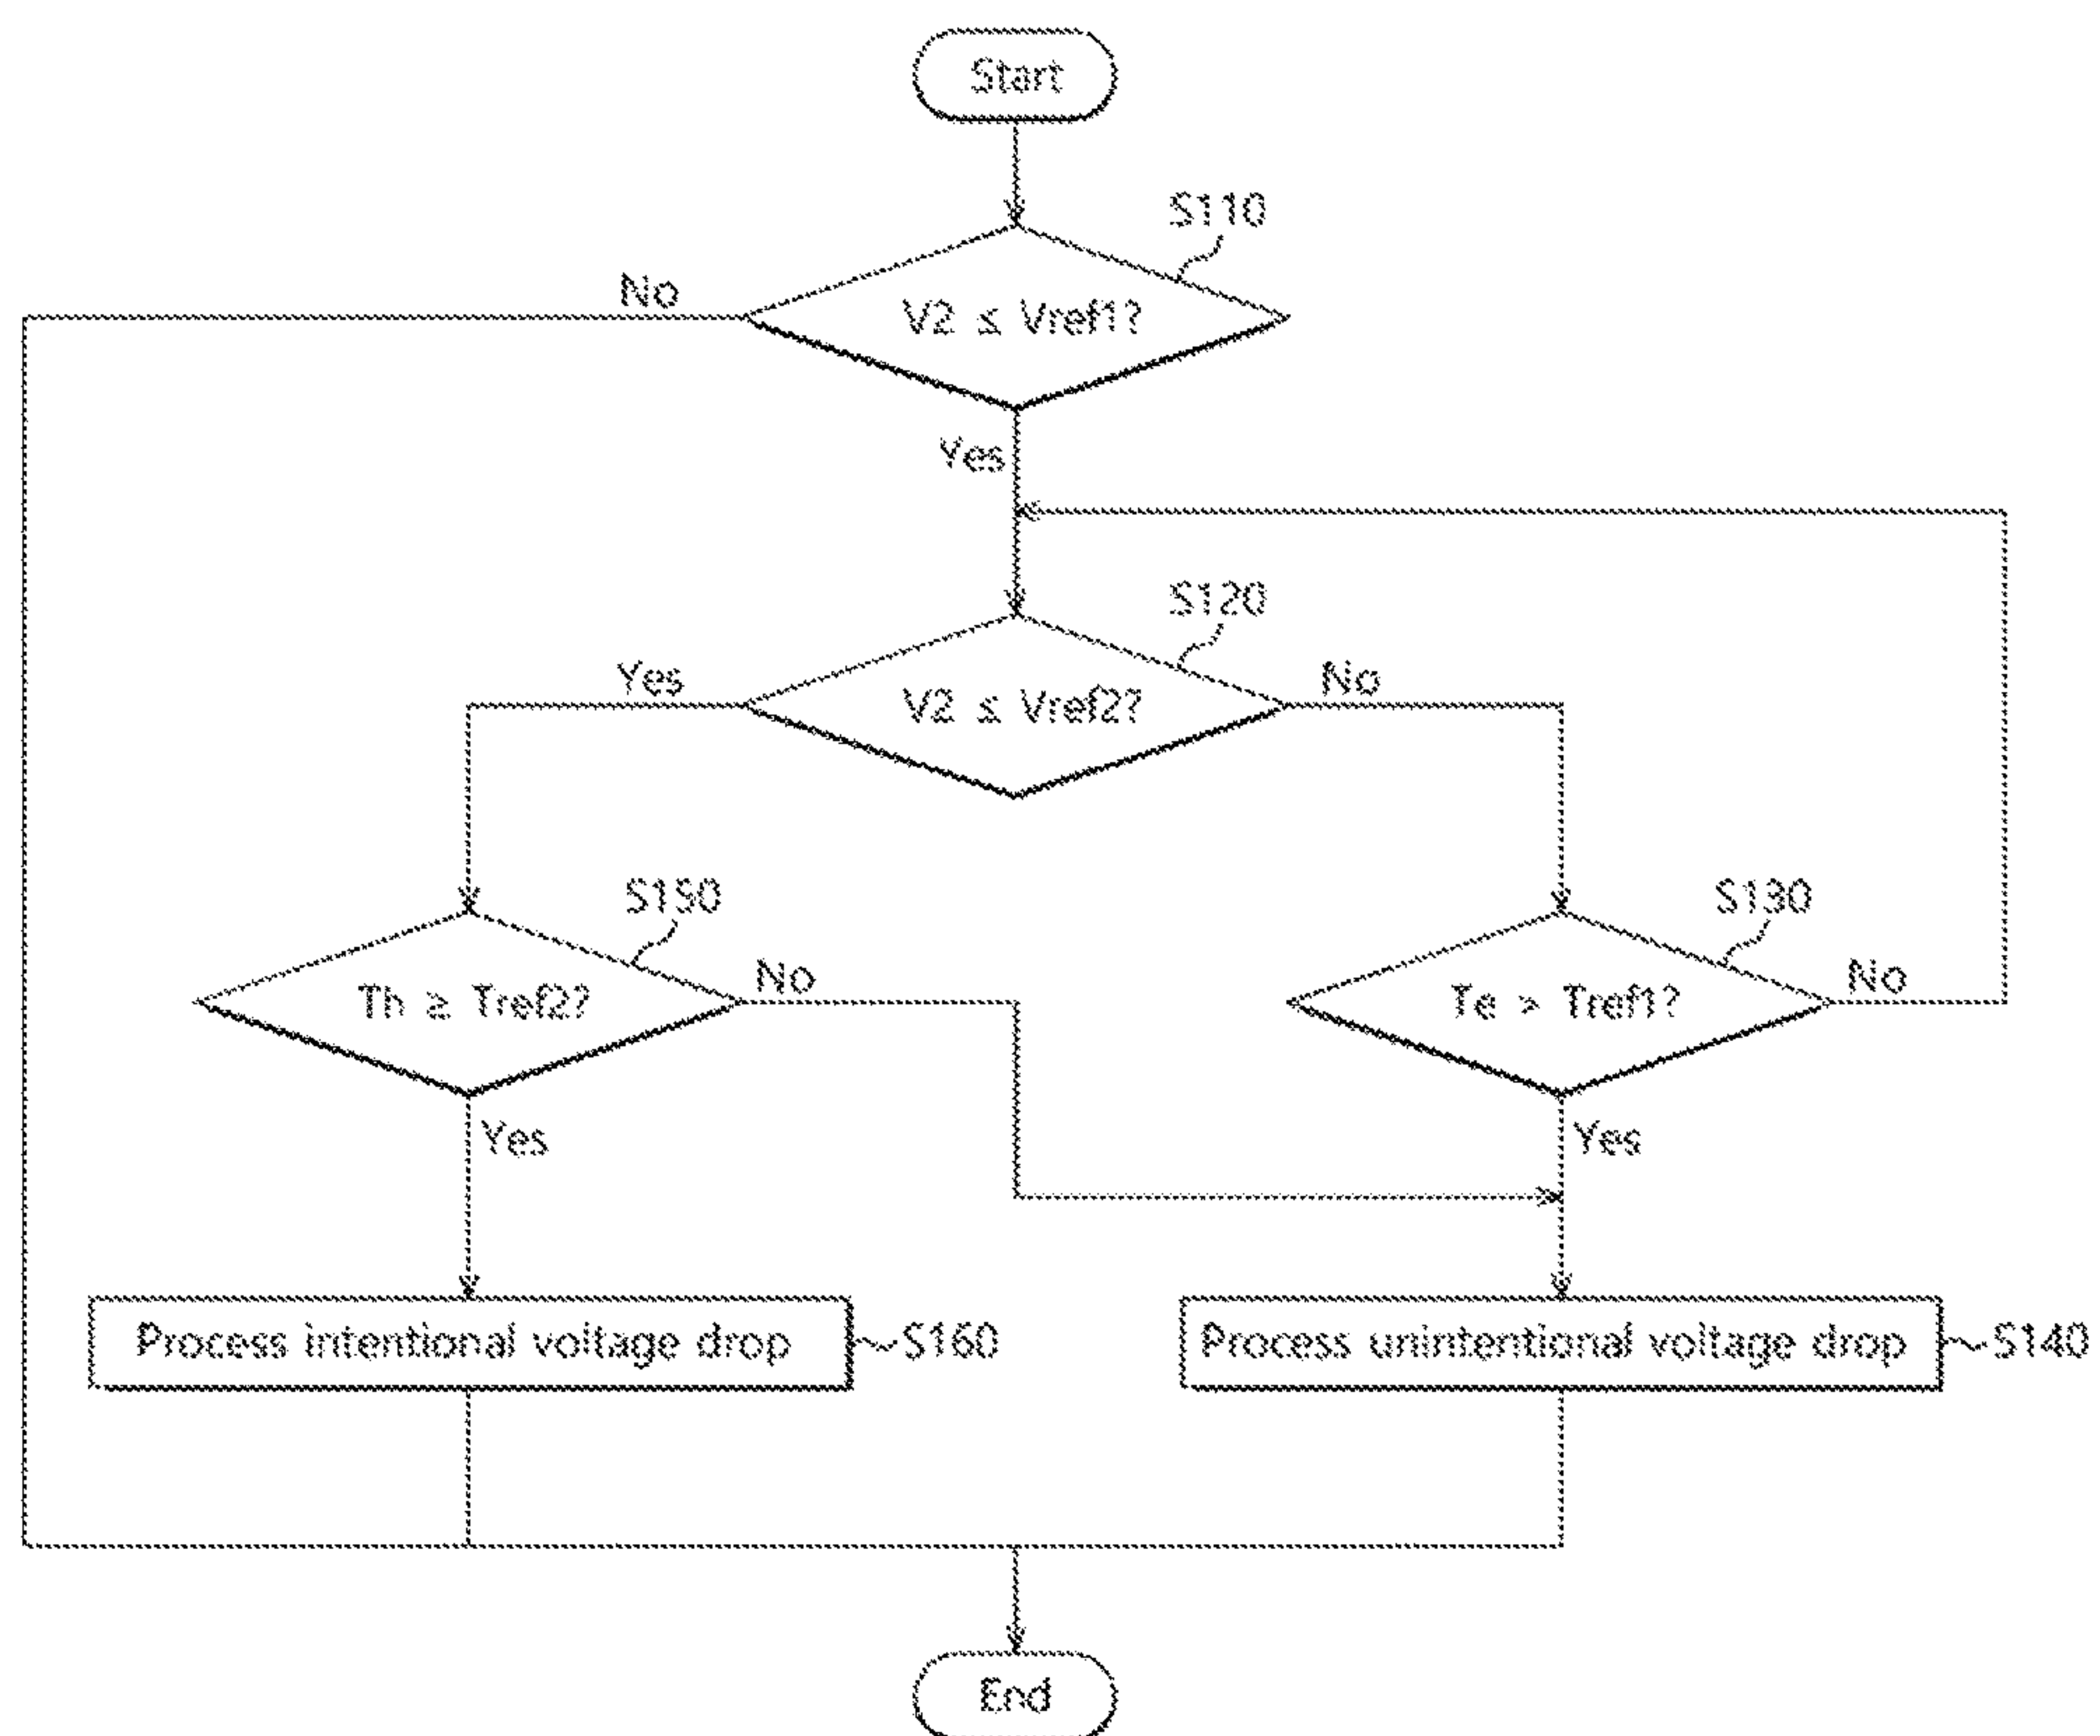 Start
S110
No
V2 ≤ Vref1?
Yes
S120
Yes
V2 ≤ Vref2?
No
S150
S130
Th ≥ Tref2?
No
Te > Tref1?
No
Yes
Yes
Process intentional voltage drop
S160
Process unintentional voltage drop
S140
End